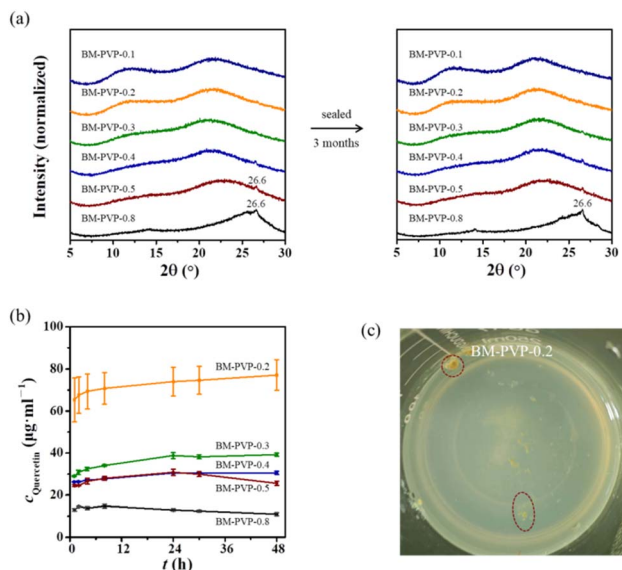 (a)
Intensity (normalized)
BM-PVP-0.1
BM-PVP-0.2
BM-PVP-0.3
BM-PVP-0.4
BM-PVP-0.5
26.6
26.6
BM-PVP-0.8
5 10 15 20 25 30
2θ (°)
sealed
3 months
BM-PVP-0.1
BM-PVP-0.2
BM-PVP-0.3
BM-PVP-0.4
BM-PVP-0.5
26.6
BM-PVP-0.8
5 10 15 20 25 30
2θ (°)
(b)
c Quercetin (μg·ml−1)
100
80
60
40
20
0
BM-PVP-0.2
BM-PVP-0.3
BM-PVP-0.4
BM-PVP-0.5
BM-PVP-0.8
0 12 24 36 48
t (h)
(c)
BM-PVP-0.2